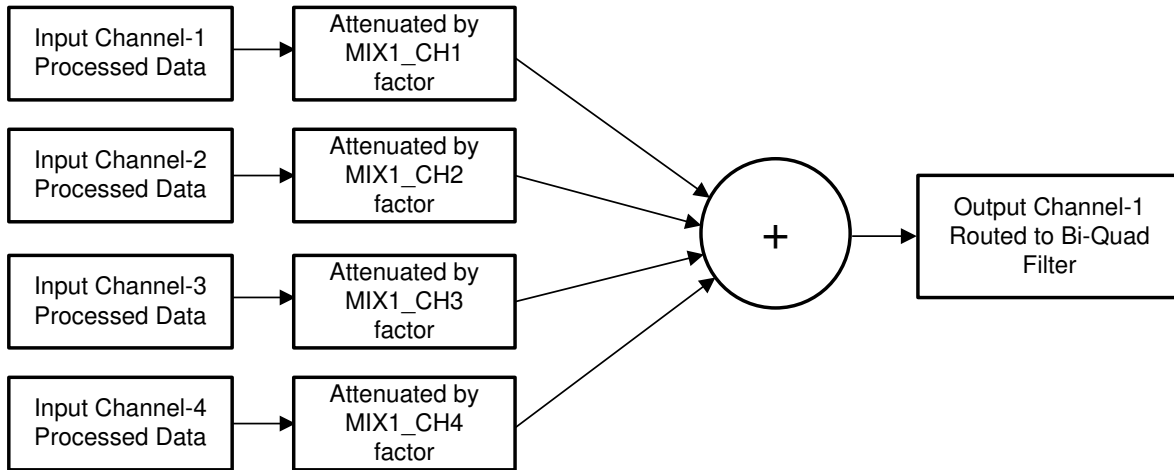 Input Channel-1
Processed Data
Attenuated by
MIX1_CH1
factor
Input Channel-2
Processed Data
Attenuated by
MIX1_CH2
factor
Input Channel-3
Processed Data
Attenuated by
MIX1_CH3
factor
Input Channel-4
Processed Data
Attenuated by
MIX1_CH4
factor
+
Output Channel-1
Routed to Bi-Quad
Filter